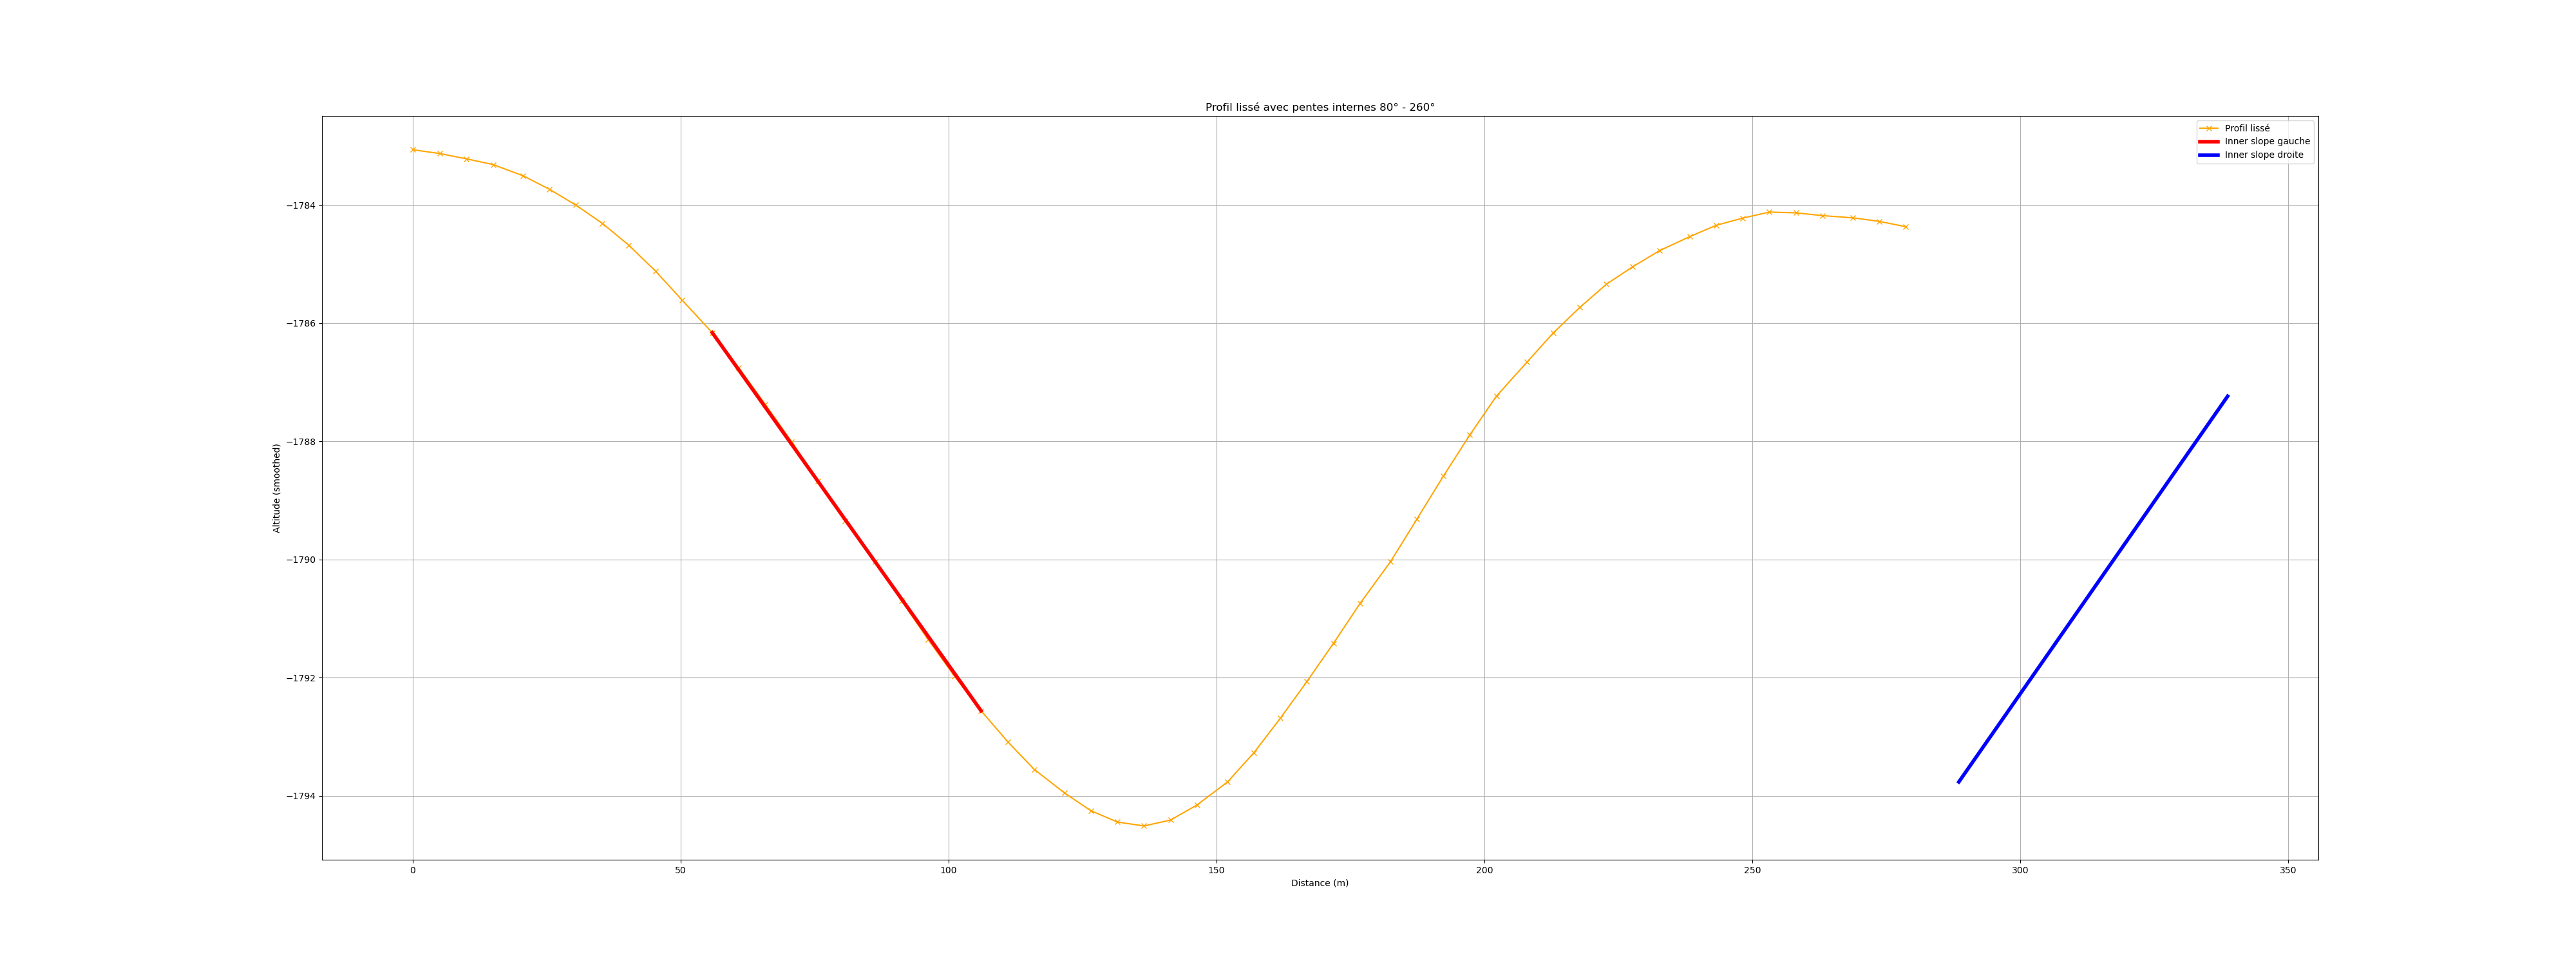 Profil lissé avec pentes internes 80° - 260°
Profil lissé
Inner slope gauche
Inner slope droite
−1784
−1786
−1788
−1790
−1792
−1794
Altitude (smoothed)
0 50 100 150 200 250 300 350
Distance (m)